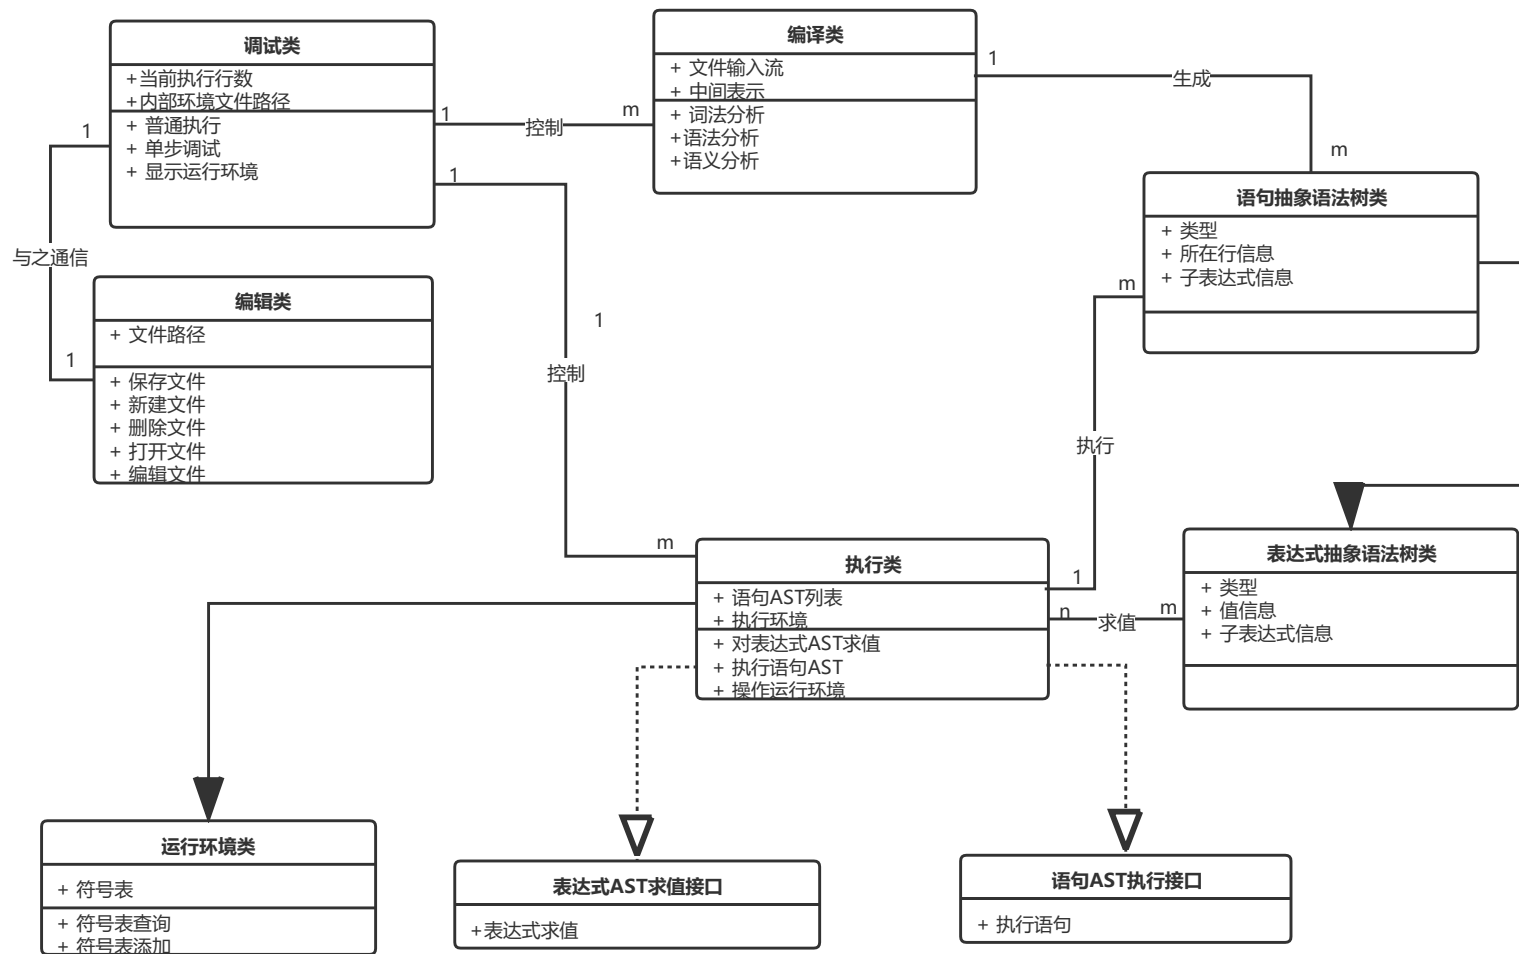 调试类
+当前执行行数
+内部环境文件路径
+ 普通执行
+ 单步调试
+ 显示运行环境
编译类
+ 文件输入流
+ 中间表示
+ 词法分析
+语法分析
+语义分析
1
控制
m
1
生成
m
1
与之通信
1
1
1
控制
m
编辑类
+ 文件路径
+ 保存文件
+ 新建文件
+ 删除文件
+ 打开文件
+ 编辑文件
语句抽象语法树类
+ 类型
+ 所在行信息
+ 子表达式信息
m
执行
1
执行类
+ 语句AST列表
+ 执行环境
+ 对表达式AST求值
+ 执行语句AST
+ 操作运行环境
n
求值
m
表达式抽象语法树类
+ 类型
+ 值信息
+ 子表达式信息
运行环境类
+ 符号表
+ 符号表查询
+ 符号表添加
表达式AST求值接口
+表达式求值
语句AST执行接口
+ 执行语句